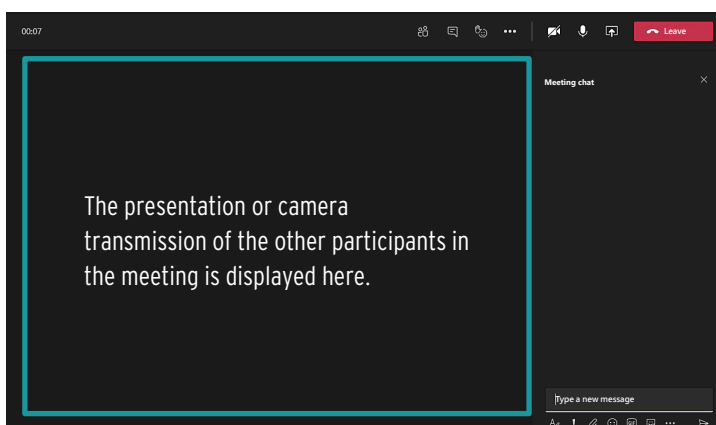 00:07
Leave
Meeting chat
The presentation or camera
transmission of the other participants in
the meeting is displayed here.
Type a new message